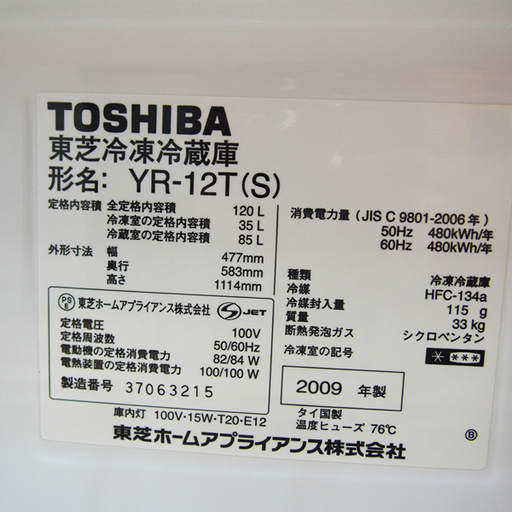 TOSHIBA
東芝冷凍冷蔵庫
形名: YR-12T(S)
定格内容積 全定格内容積 120 L
冷凍室の定格内容積 35 L
冷蔵室の定格内容積 85 L
外形寸法 幅 477mm
奥行 583mm
高さ 1114mm
PS E 東芝ホームアプライアンス株式会社 S JET
定格電圧 100V
定格周波数 50/60Hz
電動機の定格消費電力 82/84 W
電熱装置の定格消費電力 100/100 W
製造番号 37063215
消費電力量 (JIS C 9801-2006年)
50Hz 480kWh/年
60Hz 480kWh/年
種類 冷凍冷蔵庫
冷媒 HFC-134a
冷媒封入量 115 g
質量 33 kg
断熱発泡ガス シクロペンタン
冷凍室の記号 * ***
2009 年製
タイ国製
温度ヒューズ 76℃
庫内灯 100V・15W・T20・E12
東芝ホームアプライアンス株式会社
Ⓑ